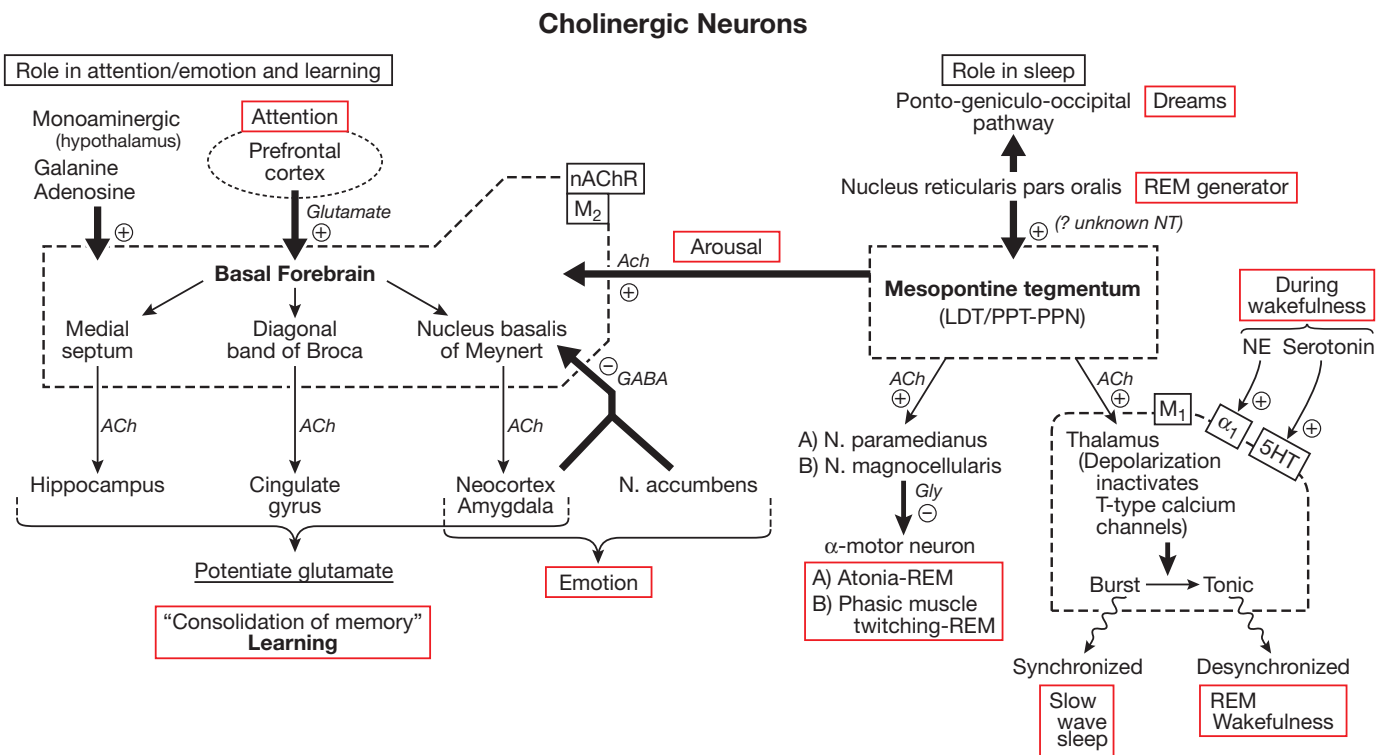 Cholinergic Neurons
Role in attention/emotion and learning
Monoaminergic
(hypothalamus)
Galanine
Adenosine
+
Attention
Prefrontal
cortex
Glutamate
+
nAChR
M2
Basal Forebrain
Medial
septum
Diagonal
band of Broca
Nucleus basalis
of Meynert
−
GABA
ACh
ACh
ACh
Hippocampus
Cingulate
gyrus
Neocortex
Amygdala
N. accumbens
Potentiate glutamate
"Consolidation of memory"
Learning
Emotion
Arousal
Ach
+
Role in sleep
Ponto-geniculo-occipital
pathway
Dreams
Nucleus reticularis pars oralis
REM generator
+
(? unknown NT)
Mesopontine tegmentum
(LDT/PPT-PPN)
ACh
+
A) N. paramedianus
B) N. magnocellularis
Gly
−
α-motor neuron
A) Atonia-REM
B) Phasic muscle
twitching-REM
ACh
+
During
wakefulness
NE Serotonin
+
+
M1
α1
5HT
Thalamus
(Depolarization
inactivates
T-type calcium
channels)
Burst
Tonic
Synchronized
Slow
wave
sleep
Desynchronized
REM
Wakefulness